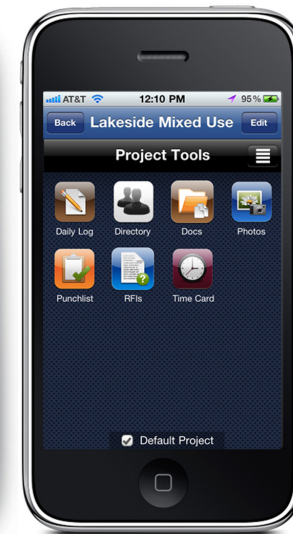 AT&T 12:10 PM 95%
Back Lakeside Mixed Use Edit
Project Tools
Daily Log Directory Docs Photos
Punchlist RFIs Time Card
Default Project